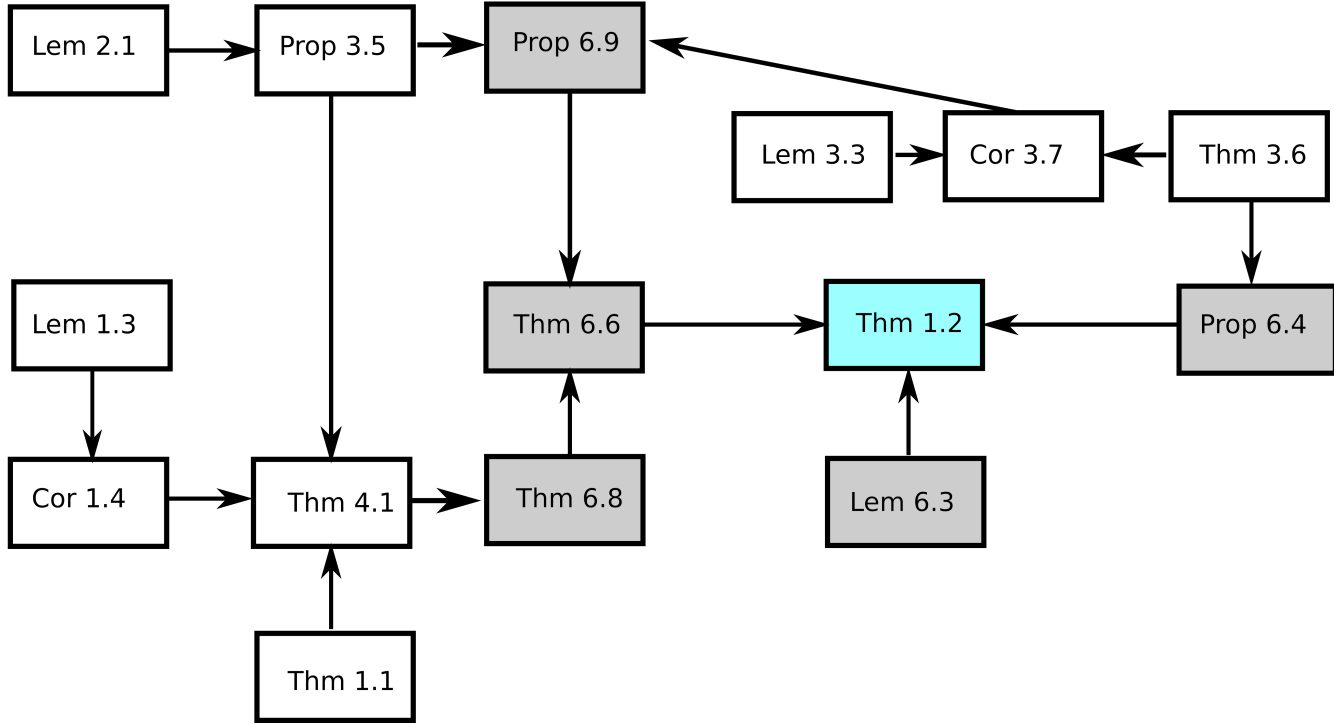 Lem 2.1
Prop 3.5
Prop 6.9
Lem 3.3
Cor 3.7
Thm 3.6
Lem 1.3
Thm 6.6
Thm 1.2
Prop 6.4
Cor 1.4
Thm 4.1
Thm 6.8
Lem 6.3
Thm 1.1